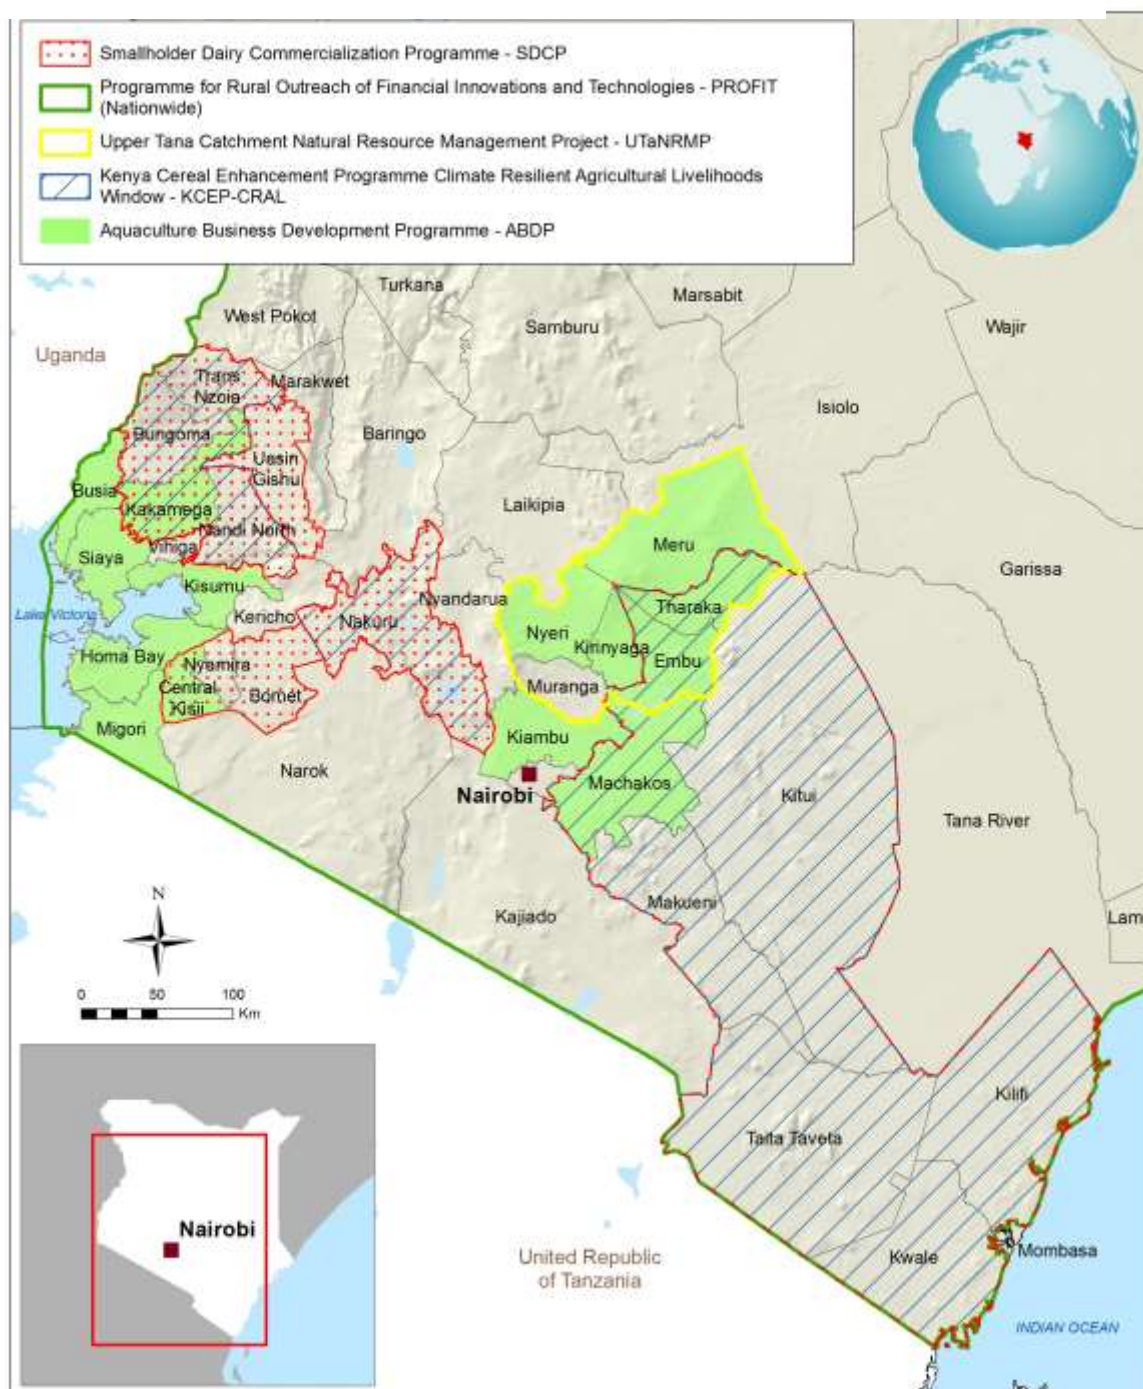 Smallholder Dairy Commercialization Programme - SDCP
Programme for Rural Outreach of Financial Innovations and Technologies - PROFIT
(Nationwide)
Upper Tana Catchment Natural Resource Management Project - UTaNRMP
Kenya Cereal Enhancement Programme Climate Resilient Agricultural Livelihoods
Window - KCEP-CRAL
Aquaculture Business Development Programme - ABDP
Turkana
Marsabit
West Pokot
Samburu
Wajir
Uganda
Trans
Nzoia
Marakwet
Isiolo
Bungoma
Baringo
Uasin
Gishu
Busia
Laikipia
Kakamega
Nandi North
Meru
Vihiga
Siaya
Garissa
Kisumu
Nyandarua
Tharaka
Lake Victoria
Kericho
Nakuru
Nyeri
Kirinyaga
Homa Bay
Nyamira
Embu
Muranga
Central
Kisii
Bomet
Migori
Kiambu
Narok
Machakos
Nairobi
Kitui
Tana River
Makueni
Kajiado
Lam
N
0 50 100
Km
Kilifi
Taita Taveta
Nairobi
United Republic
of Tanzania
Kwale
Mombasa
INDIAN OCEAN